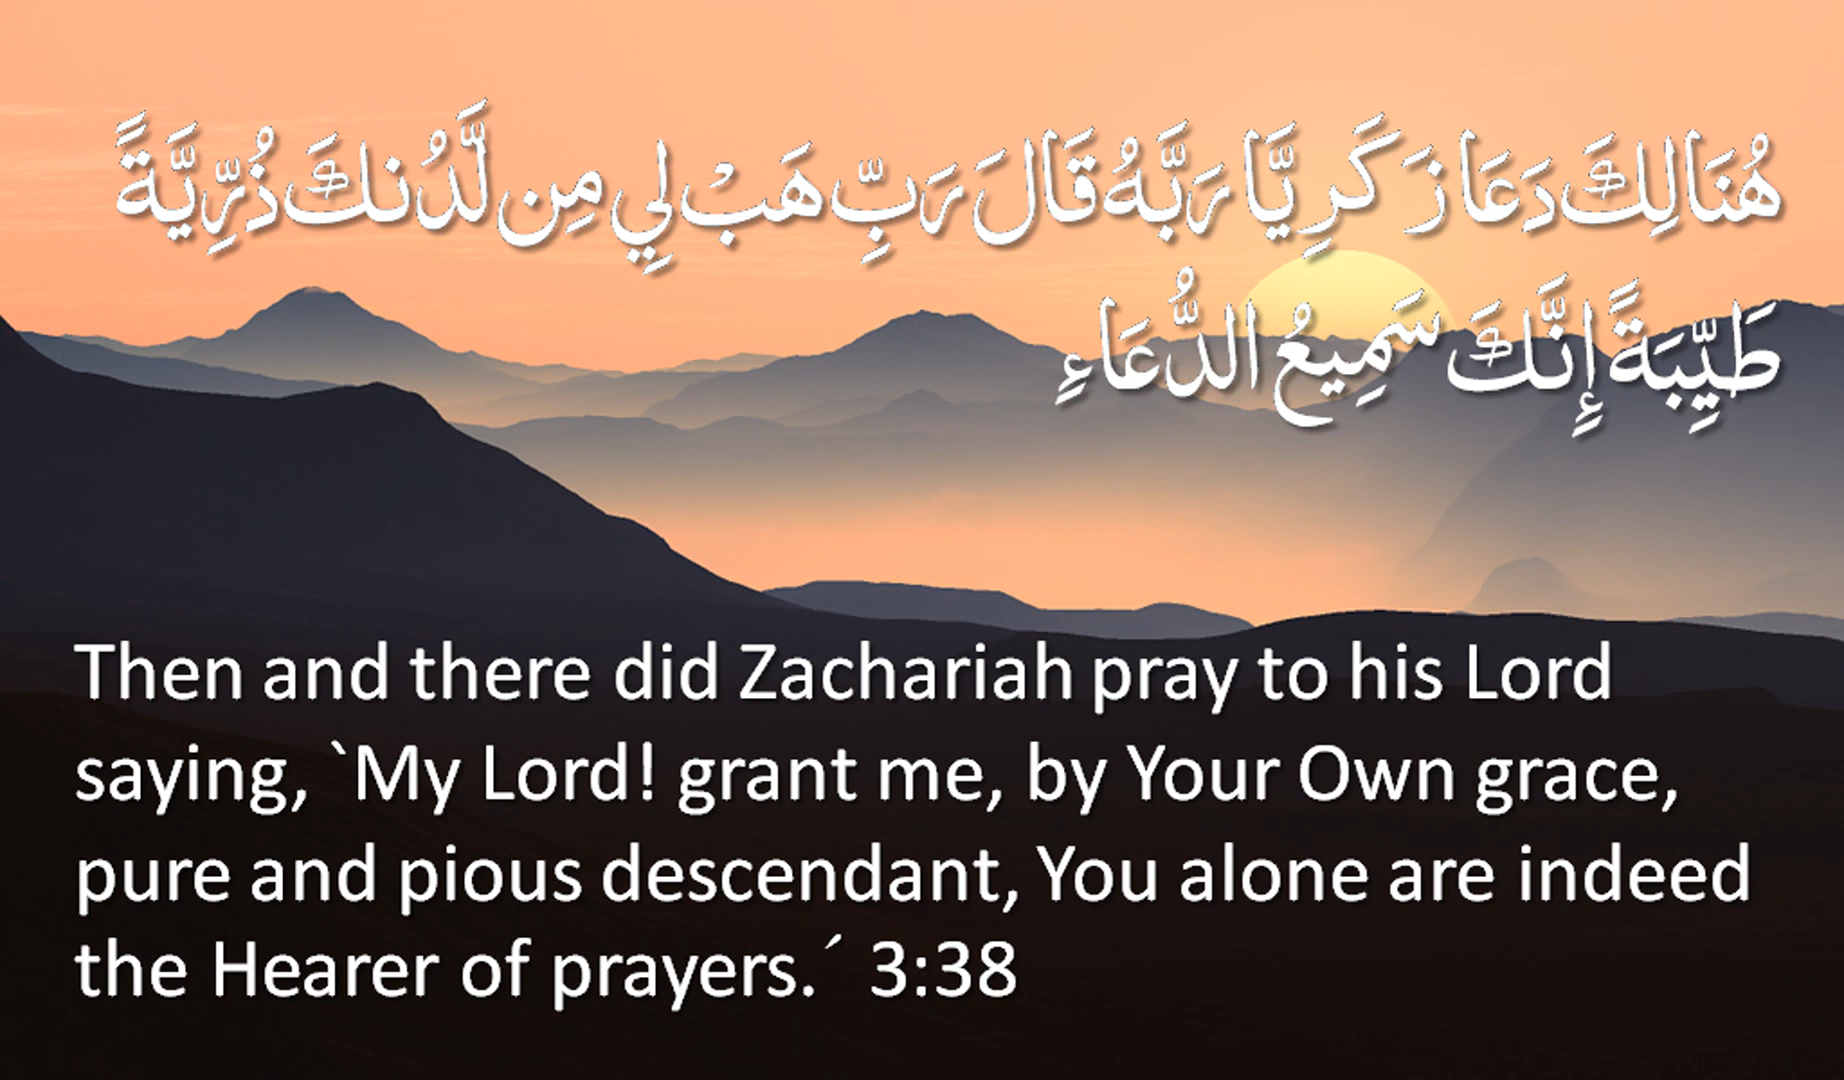 هُنَالِكَ دَعَا زَكَرِيَّا رَبَّهُ قَالَ رَبِّ هَبْ لِي مِن لَّدُنكَ ذُرِّيَّةً
طَيِّبَةً إِنَّكَ سَمِيعُ الدُّعَاءِ
Then and there did Zachariah pray to his Lord
saying, `My Lord! grant me, by Your Own grace,
pure and pious descendant, You alone are indeed
the Hearer of prayers.´ 3:38